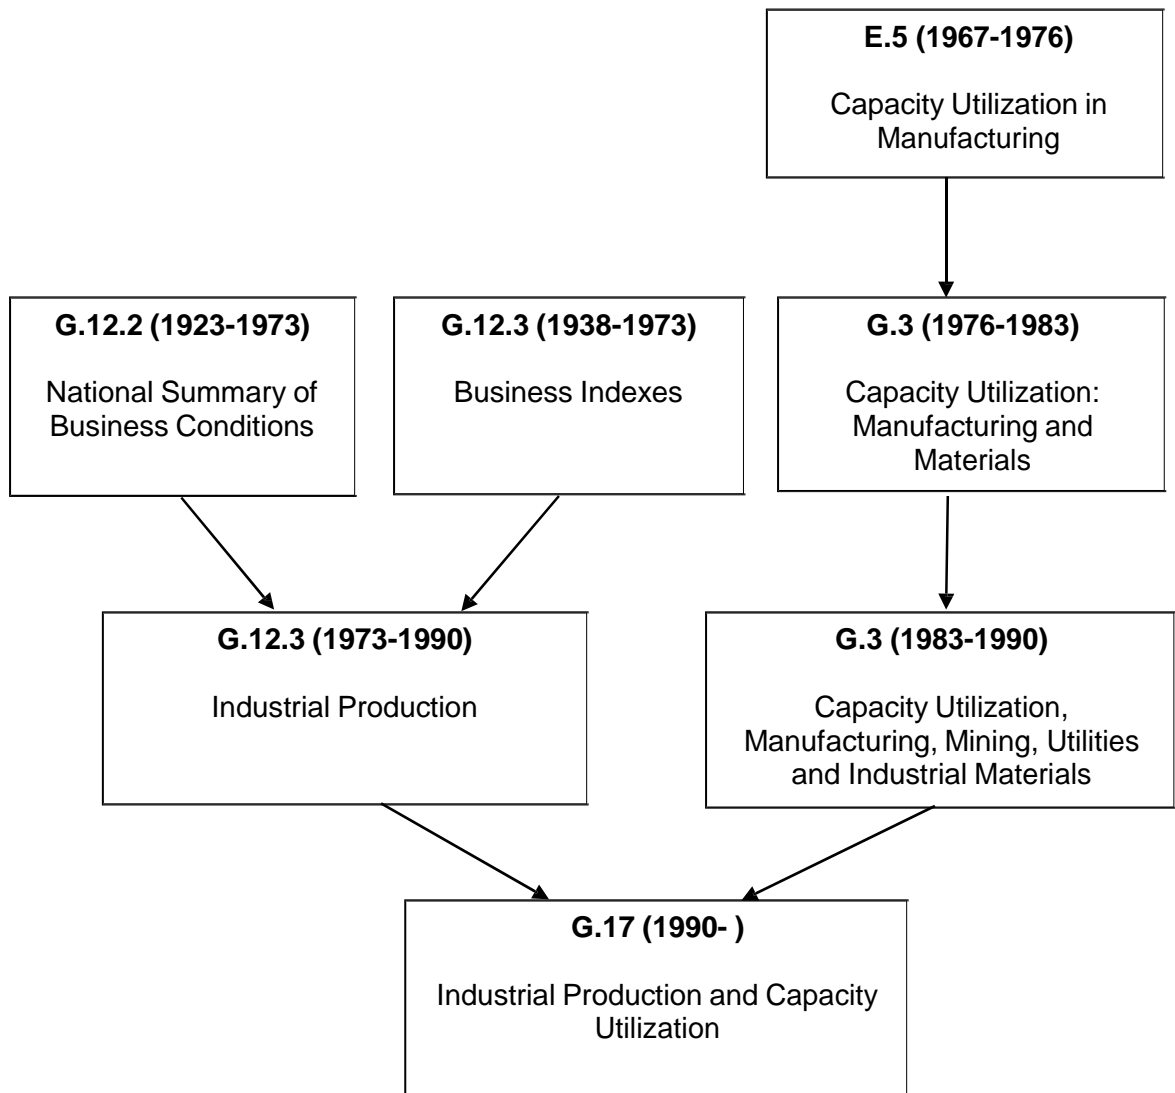 E.5 (1967-1976)
Capacity Utilization in
Manufacturing
G.12.2 (1923-1973)
National Summary of
Business Conditions
G.12.3 (1938-1973)
Business Indexes
G.3 (1976-1983)
Capacity Utilization:
Manufacturing and
Materials
G.12.3 (1973-1990)
Industrial Production
G.3 (1983-1990)
Capacity Utilization,
Manufacturing, Mining, Utilities
and Industrial Materials
G.17 (1990- )
Industrial Production and Capacity
Utilization